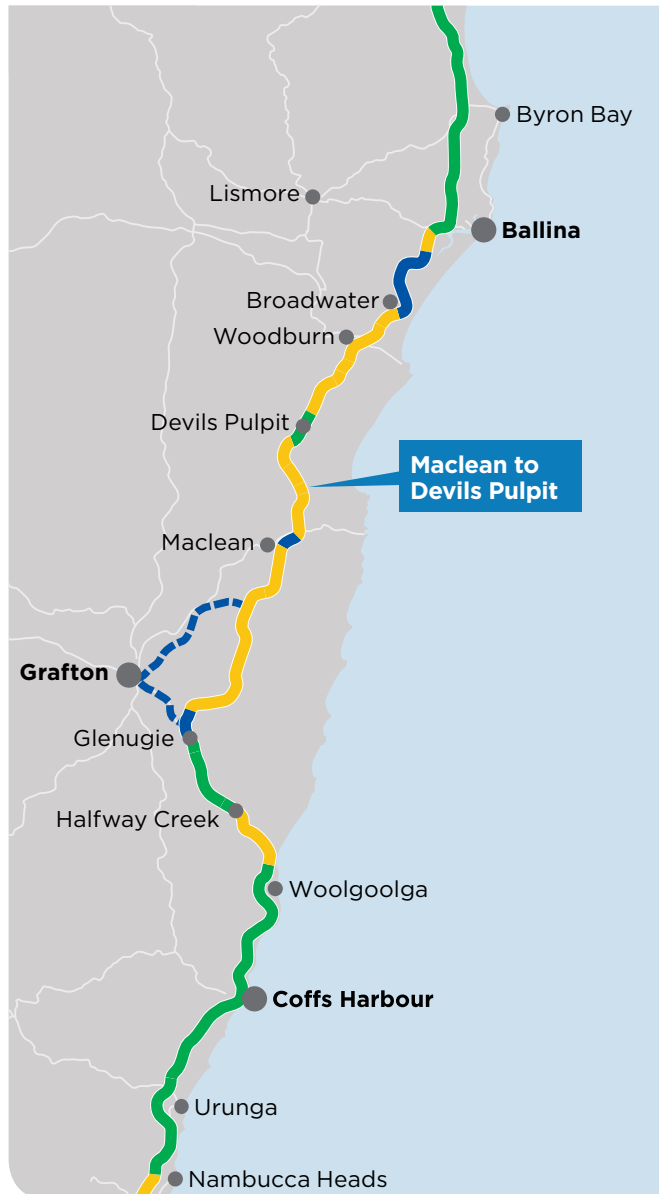 Byron Bay
Lismore
Ballina
Broadwater
Woodburn
Devils Pulpit
Maclean to
Devils Pulpit
Maclean
Grafton
Glenugie
Halfway Creek
Woolgoolga
Coffs Harbour
Urunga
Nambucca Heads